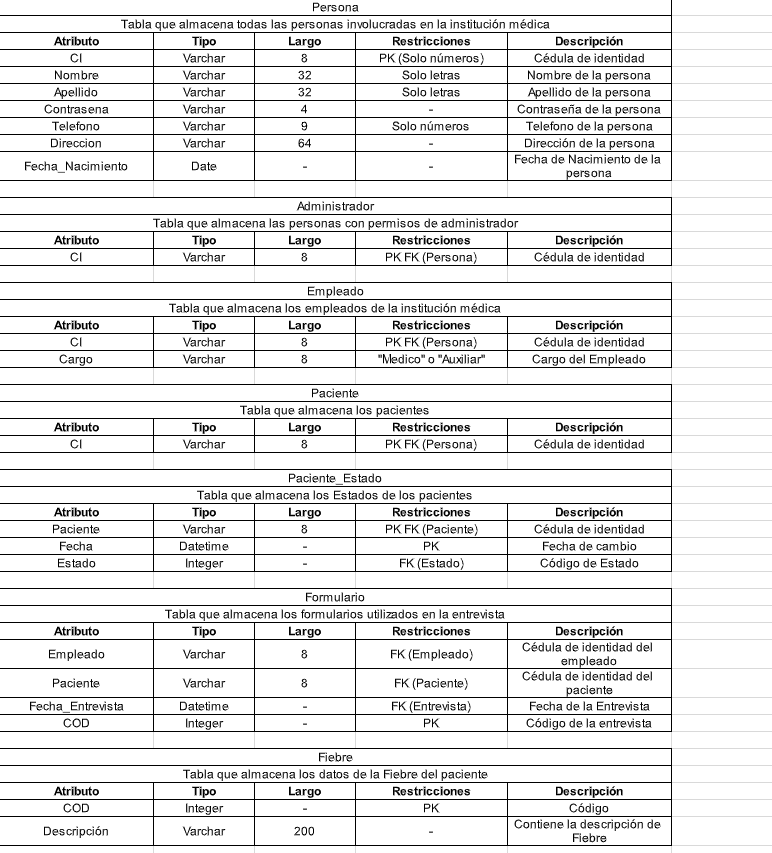 Persona
Tabla que almacena todas las personas involucradas en la institución médica
Atributo Tipo Largo Restricciones Descripción
CI Varchar 8 PK (Solo números) Cédula de identidad
Nombre Varchar 32 Solo letras Nombre de la persona
Apellido Varchar 32 Solo letras Apellido de la persona
Contrasena Varchar 4 - Contraseña de la persona
Telefono Varchar 9 Solo números Telefono de la persona
Direccion Varchar 64 - Dirección de la persona
Fecha_Nacimiento Date - - Fecha de Nacimiento de la
persona
Administrador
Tabla que almacena las personas con permisos de administrador
Atributo Tipo Largo Restricciones Descripción
CI Varchar 8 PK FK (Persona) Cédula de identidad
Empleado
Tabla que almacena los empleados de la institución médica
Atributo Tipo Largo Restricciones Descripción
CI Varchar 8 PK FK (Persona) Cédula de identidad
Cargo Varchar 8 "Medico" o "Auxiliar" Cargo del Empleado
Paciente
Tabla que almacena los pacientes
Atributo Tipo Largo Restricciones Descripción
CI Varchar 8 PK FK (Persona) Cédula de identidad
Paciente_Estado
Tabla que almacena los Estados de los pacientes
Atributo Tipo Largo Restricciones Descripción
Paciente Varchar 8 PK FK (Paciente) Cédula de identidad
Fecha Datetime - PK Fecha de cambio
Estado Integer - FK (Estado) Código de Estado
Formulario
Tabla que almacena los formularios utilizados en la entrevista
Atributo Tipo Largo Restricciones Descripción
Empleado Varchar 8 FK (Empleado) Cédula de identidad del
empleado
Paciente Varchar 8 FK (Paciente) Cédula de identidad del
paciente
Fecha_Entrevista Datetime - FK (Entrevista) Fecha de la Entrevista
COD Integer - PK Código de la entrevista
Fiebre
Tabla que almacena los datos de la Fiebre del paciente
Atributo Tipo Largo Restricciones Descripción
COD Integer - PK Código
Descripción Varchar 200 - Contiene la descripción de
Fiebre